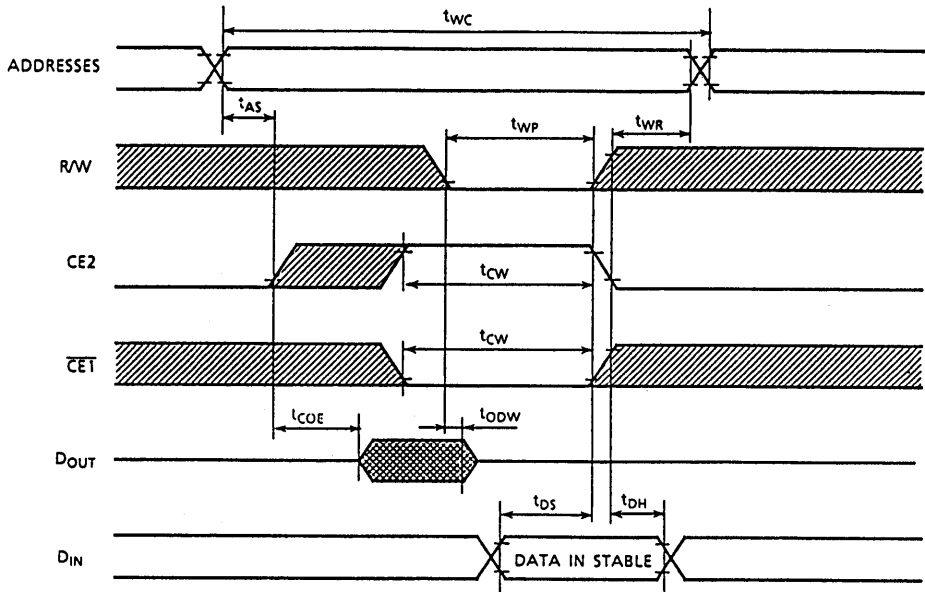 tWC
ADDRESSES
tAS
tWP
tWR
R/W
CE2
tCW
tCW
CE1
tCOE
tODW
DOUT
tDS
tDH
DIN
DATA IN STABLE